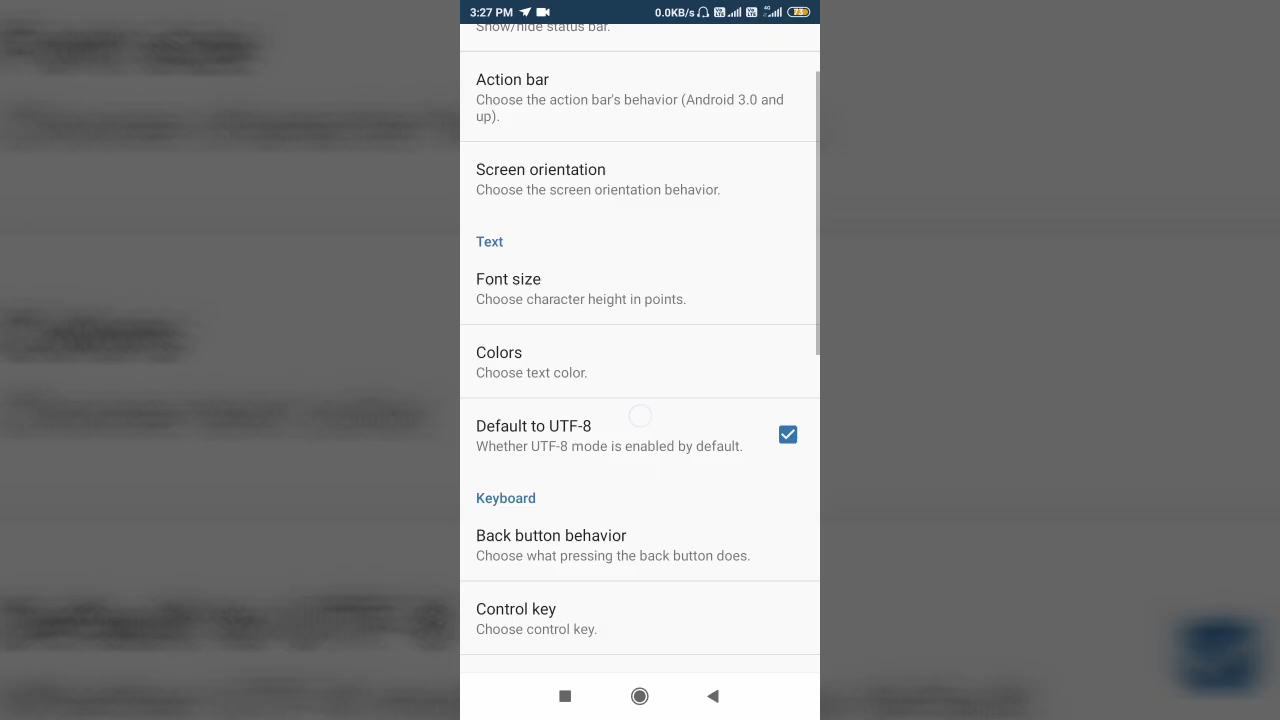 3:27 PM
0.0KB/s
73
Show/hide status bar.
Action bar
Choose the action bar's behavior (Android 3.0 and
up).
Screen orientation
Choose the screen orientation behavior.
Text
Font size
Choose character height in points.
Colors
Choose text color.
Default to UTF-8
Whether UTF-8 mode is enabled by default.
Keyboard
Back button behavior
Choose what pressing the back button does.
Control key
Choose control key.